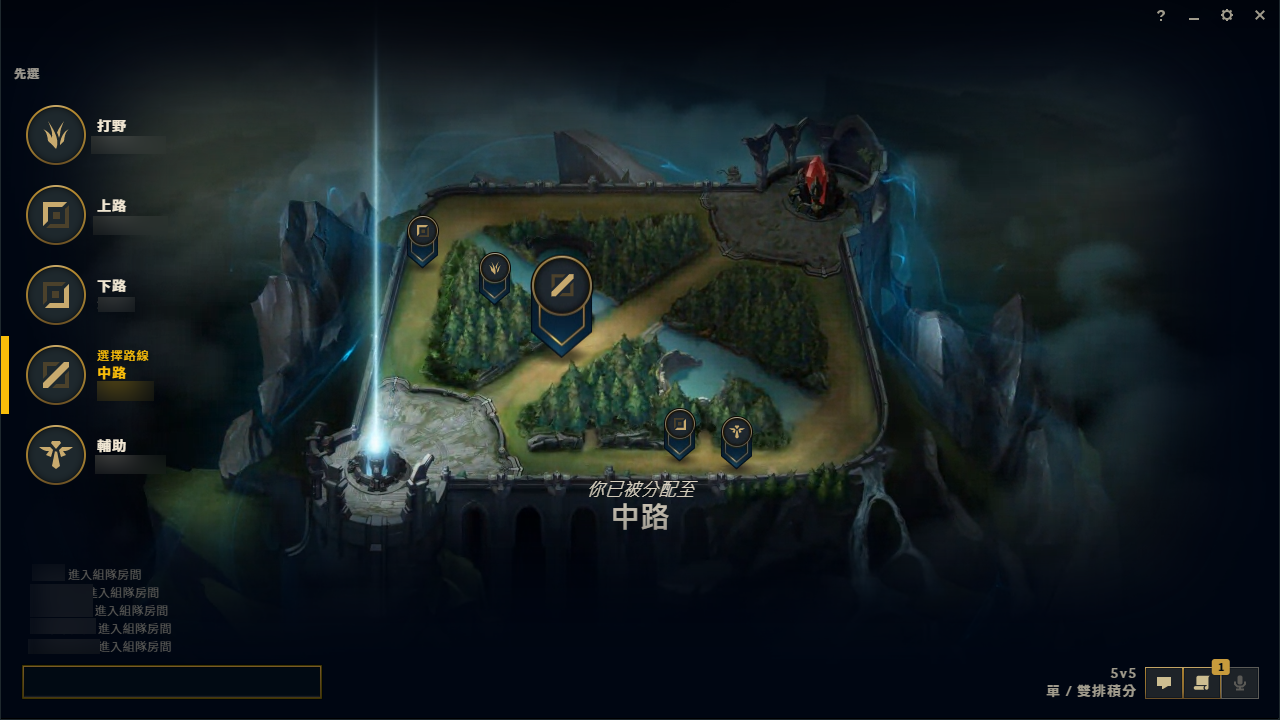 ?
先選
打野
上路
下路
選擇路線
中路
輔助
你已被分配至
中路
進入組隊房間
進入組隊房間
進入組隊房間
進入組隊房間
進入組隊房間
5v5
單 / 雙排積分
1